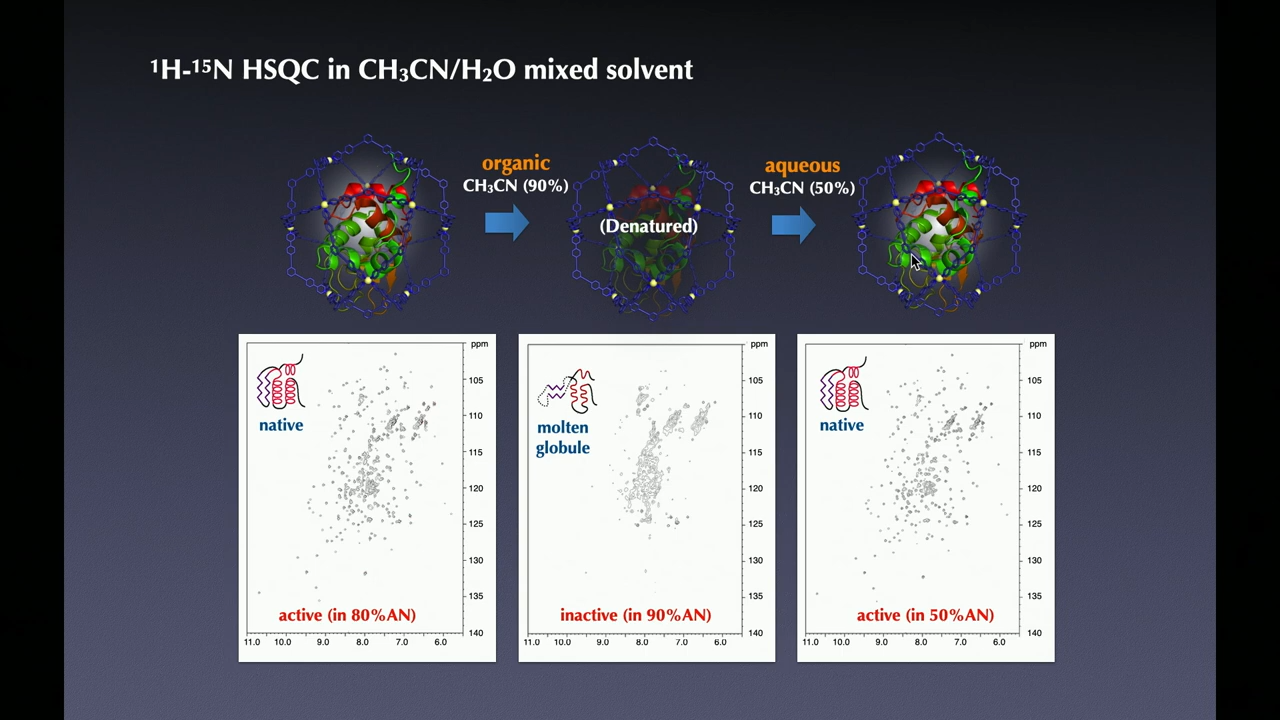 ¹H-¹⁵N HSQC in CH₃CN/H₂O mixed solvent
organic
CH₃CN (90%)
(Denatured)
aqueous
CH₃CN (50%)
native
active (in 80%AN)
ppm
105
110
115
120
125
130
135
140
11.0 10.0 9.0 8.0 7.0 6.0
molten
globule
inactive (in 90%AN)
ppm
105
110
115
120
125
130
135
140
11.0 10.0 9.0 8.0 7.0 6.0
native
active (in 50%AN)
ppm
105
110
115
120
125
130
135
140
11.0 10.0 9.0 8.0 7.0 6.0